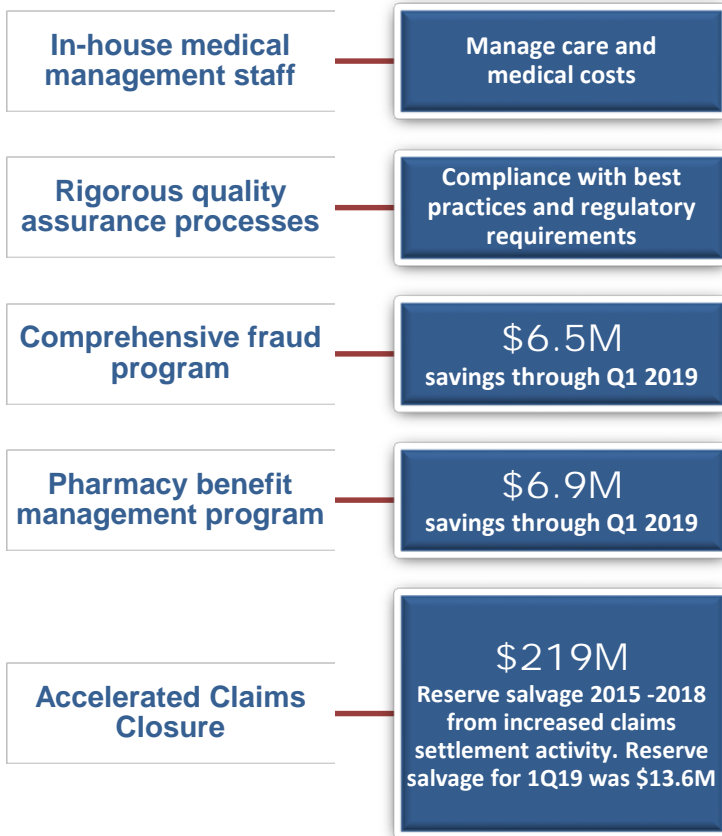 In-house medical
management staff
Manage care and
medical costs
Rigorous quality
assurance processes
Compliance with best
practices and regulatory
requirements
Comprehensive fraud
program
$6.5M
savings through Q1 2019
Pharmacy benefit
management program
$6.9M
savings through Q1 2019
Accelerated Claims
Closure
$219M
Reserve salvage 2015 -2018
from increased claims
settlement activity. Reserve
salvage for 1Q19 was $13.6M